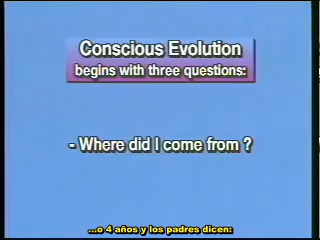 Conscious Evolution
begins with three questions:
- Where did I come from ?
...o 4 años y los padres dicen: